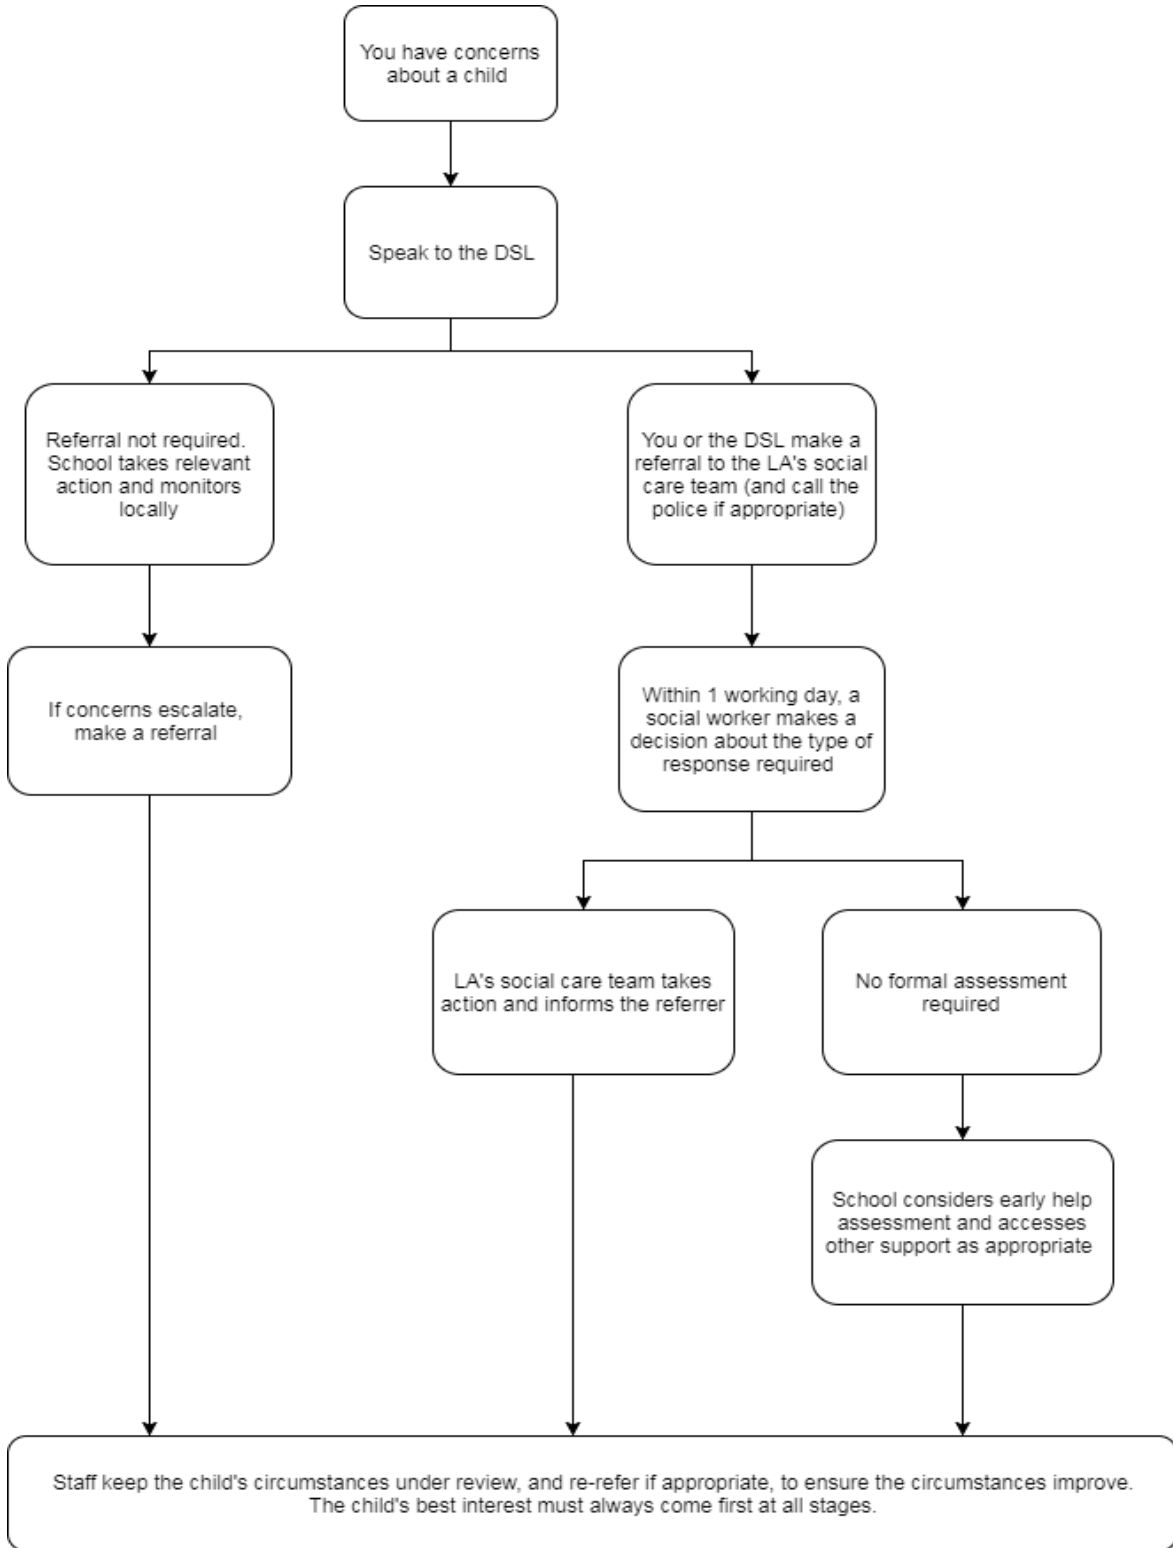 You have concerns
about a child
Speak to the DSL
Referral not required.
School takes relevant
action and monitors
locally
You or the DSL make a
referral to the LA's social
care team (and call the
police if appropriate)
If concerns escalate,
make a referral
Within 1 working day, a
social worker makes a
decision about the type of
response required
LA's social care team takes
action and informs the referrer
No formal assessment
required
School considers early help
assessment and accesses
other support as appropriate
Staff keep the child's circumstances under review, and re-refer if appropriate, to ensure the circumstances improve.
The child's best interest must always come first at all stages.